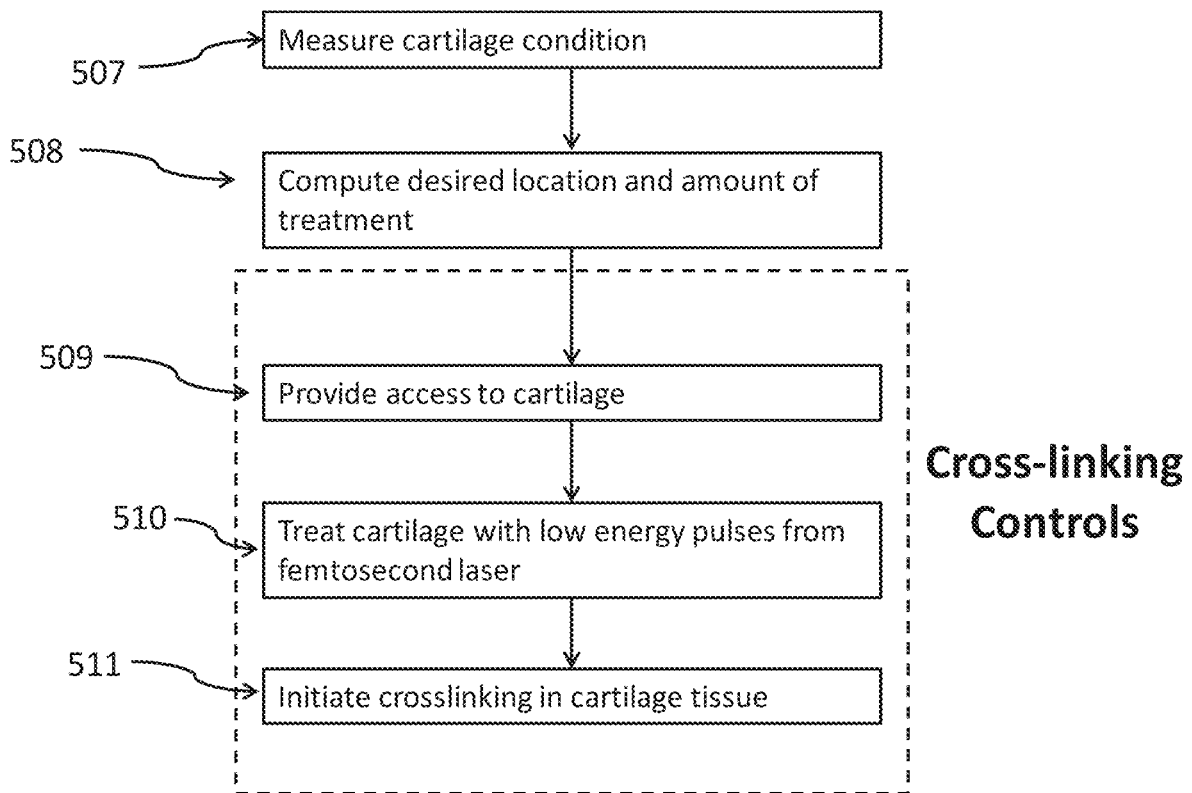 507
Measure cartilage condition
508
Compute desired location and amount of
treatment
509
Provide access to cartilage
Cross-linking
Controls
510
Treat cartilage with low energy pulses from
femtosecond laser
511
Initiate crosslinking in cartilage tissue